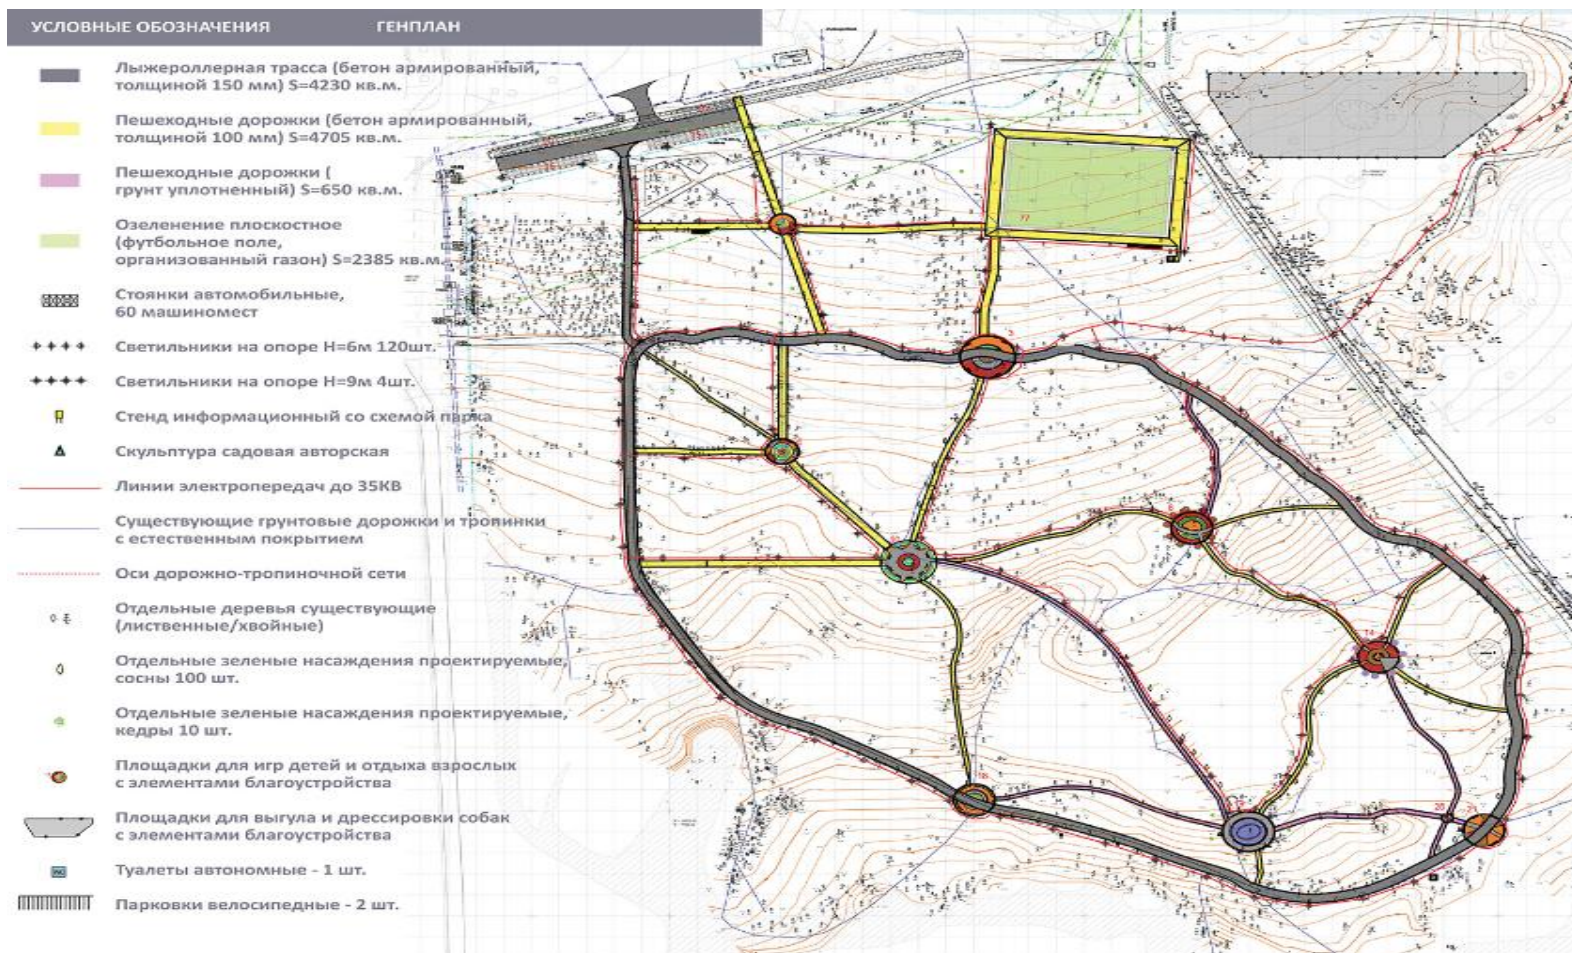 УСЛОВНЫЕ ОБОЗНАЧЕНИЯ ГЕНПЛАН
Лыжероллерная трасса (бетон армированный,
толщиной 150 мм) S=4230 кв.м.
Пешеходные дорожки (бетон армированный,
толщиной 100 мм) S=4705 кв.м.
Пешеходные дорожки (
грунт уплотненный) S=650 кв.м.
Озеленение плоскостное
(футбольное поле,
организованный газон) S=2385 кв.м.
Стоянки автомобильные,
60 машиномест
Светильники на опоре Н=6м 120шт.
Светильники на опоре Н=9м 4шт.
Стенд информационный со схемой парка
Скульптура садовая авторская
Линии электропередач до 35КВ
Существующие грунтовые дорожки и тропинки
с естественным покрытием
Оси дорожно-тропиночной сети
Отдельные деревья существующие
(лиственные/хвойные)
Отдельные зеленые насаждения проектируемые,
сосны 100 шт.
Отдельные зеленые насаждения проектируемые,
кедры 10 шт.
Площадки для игр детей и отдыха взрослых
с элементами благоустройства
Площадки для выгула и дрессировки собак
с элементами благоустройства
Туалеты автономные - 1 шт.
Парковки велосипедные - 2 шт.